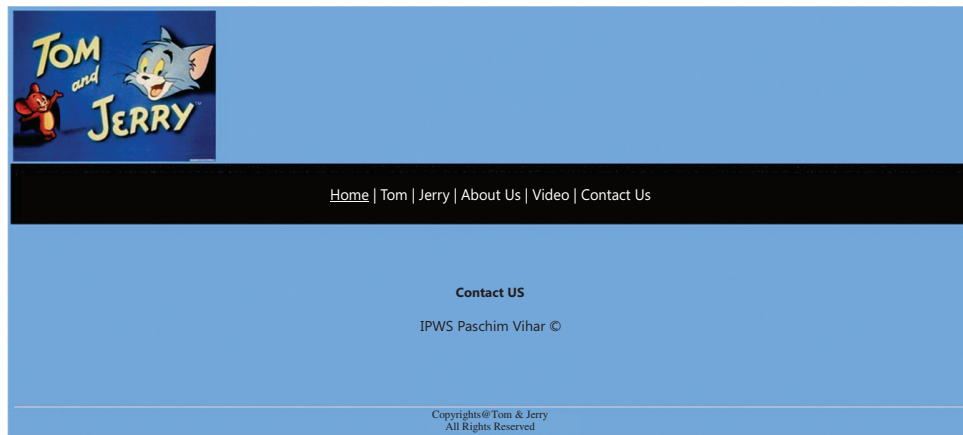 TOM
and
JERRY™
Home | Tom | Jerry | About Us | Video | Contact Us
Contact US
IPWS Paschim Vihar ©
Copyrights@Tom & Jerry
All Rights Reserved